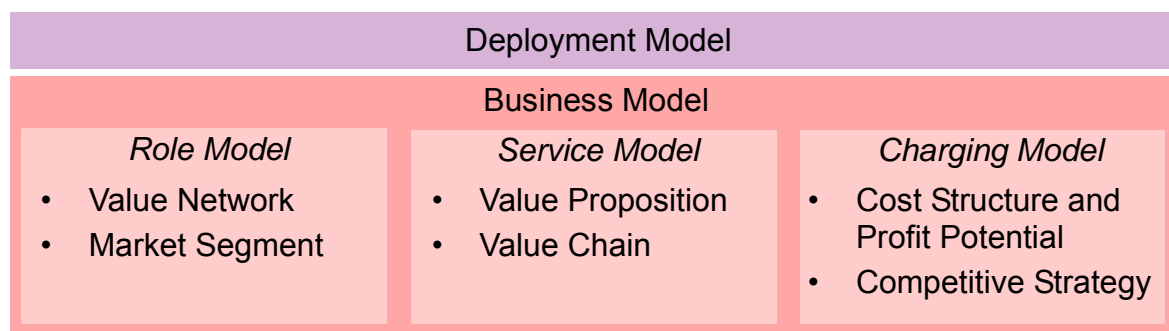 Deployment Model
Business Model
Role Model
• Value Network
• Market Segment
Service Model
• Value Proposition
• Value Chain
Charging Model
• Cost Structure and
Profit Potential
• Competitive Strategy